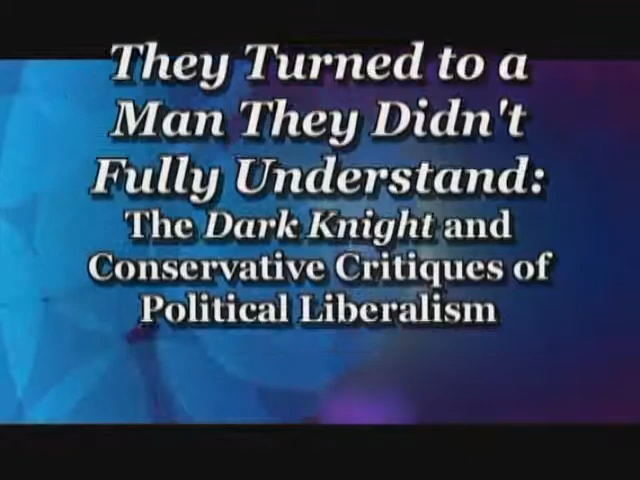 They Turned to a
Man They Didn't
Fully Understand:
The Dark Knight and
Conservative Critiques of
Political Liberalism